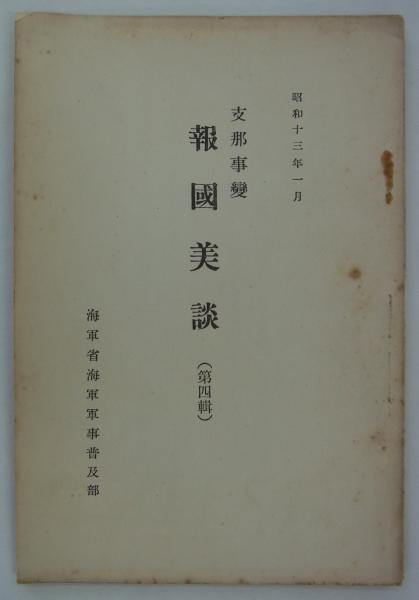 昭和十三年一月
支那事變
報國美談（第四輯）
海軍省海軍軍事普及部